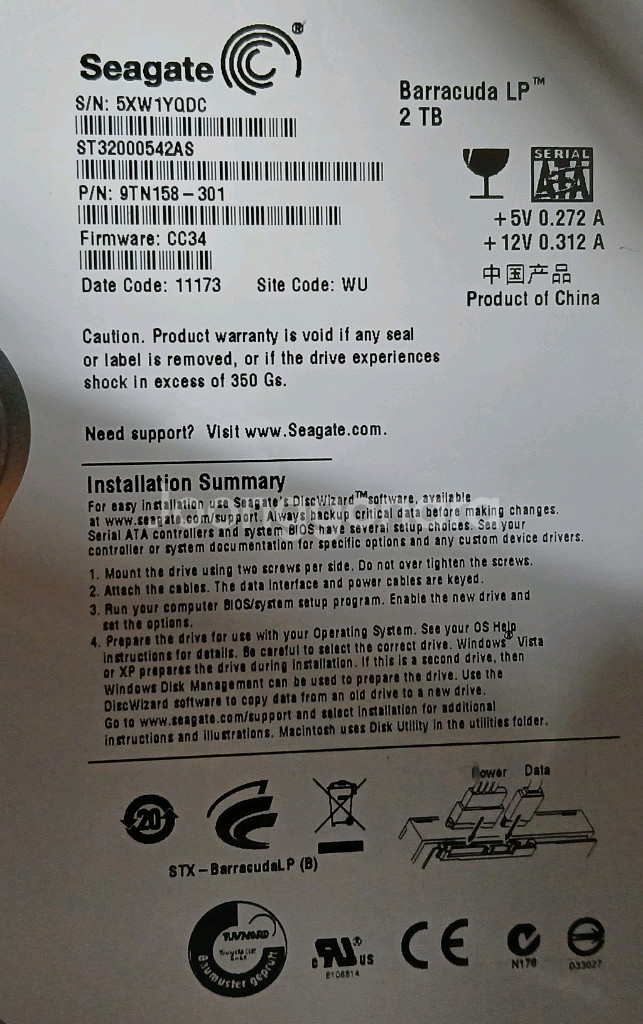 Seagate®
S/N: 5XW1YQDC
ST32000542AS
P/N: 9TN158-301
Firmware: CC34
Date Code: 11173 Site Code: WU
Barracuda LP™
2 TB
SERIAL
ATA
+5V 0.272 A
+12V 0.312 A
中国产品
Product of China
Caution. Product warranty is void if any seal
or label is removed, or if the drive experiences
shock in excess of 350 Gs.
Need support? Visit www.Seagate.com.
Installation Summary
For easy installation use Seagate's DiscWizard™ software, available
at www.seagate.com/support. Always backup critical data before making changes.
Serial ATA controllers and system BIOS have several setup choices. See your
controller or system documentation for specific options and any custom device drivers.
1. Mount the drive using two screws per side. Do not over tighten the screws.
2. Attach the cables. The data interface and power cables are keyed.
3. Run your computer BIOS/system setup program. Enable the new drive and
set the options.
4. Prepare the drive for use with your Operating System. See your OS Help
instructions for details. Be careful to select the correct drive. Windows® Vista
or XP prepares the drive during installation. If this is a second drive, then
Windows Disk Management can be used to prepare the drive. Use the
DiscWizard software to copy data from an old drive to a new drive.
Go to www.seagate.com/support and select installation for additional
instructions and illustrations. Macintosh uses Disk Utility in the utilities folder.
Power Data
20
STX-BarracudaLP (B)
TUV NORD
Baumuster geprüft
c RU® US
E106814
CE
N176
D33027